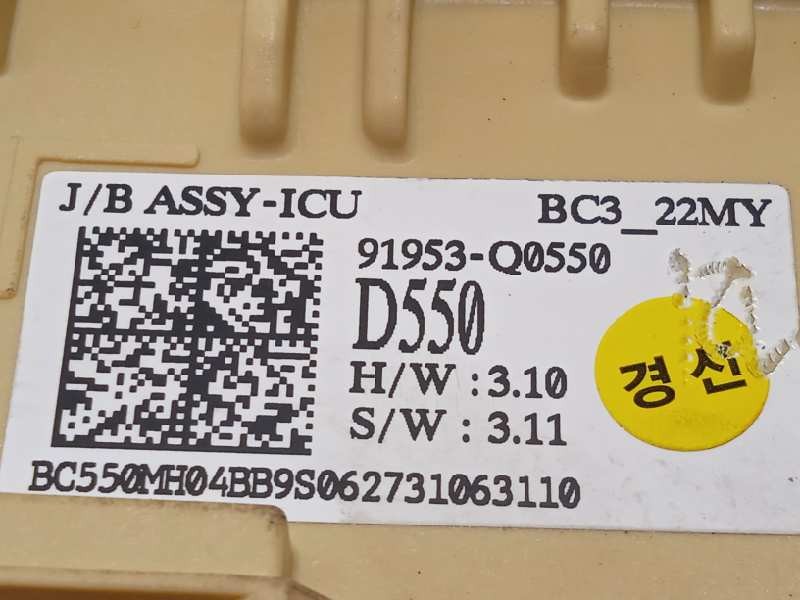 J/B ASSY-ICU BC3_22MY
91953-Q0550
D550
H/W : 3.10
S/W : 3.11
경신
BC550MH04BB9S062731063110